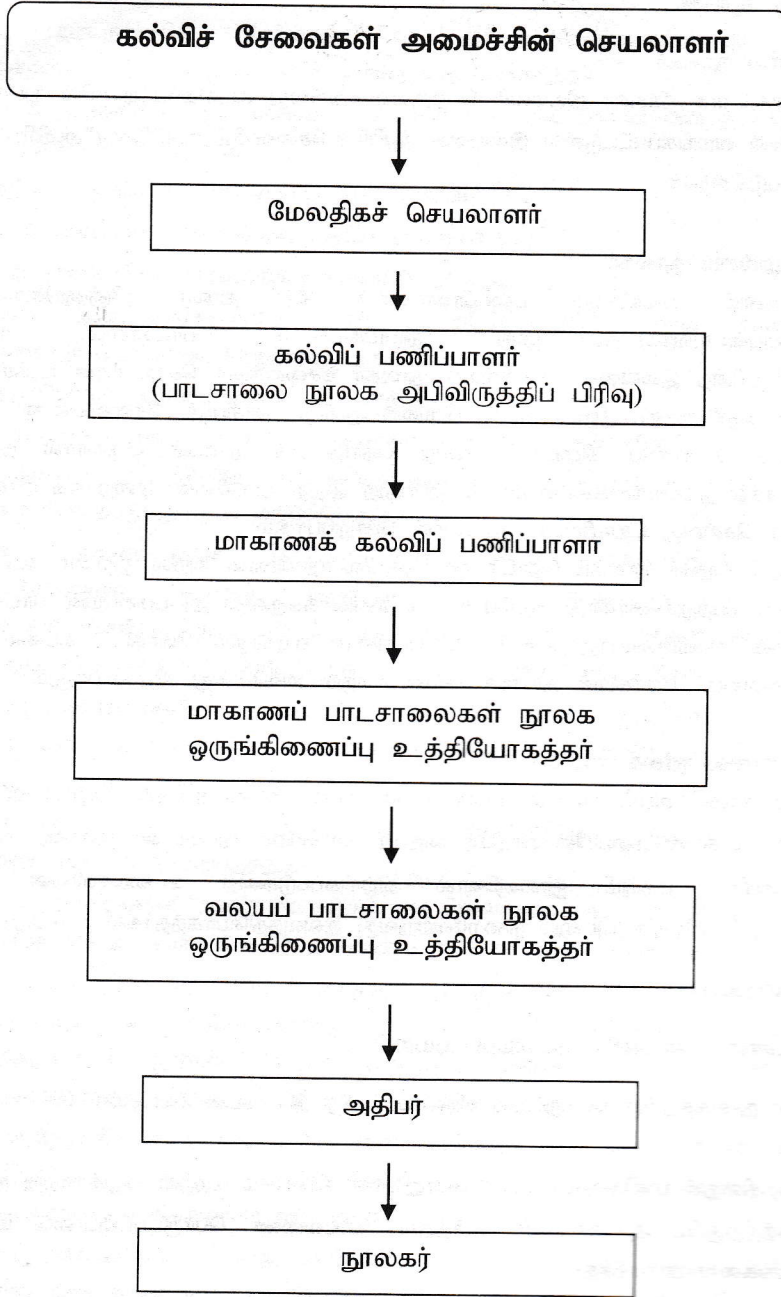 கல்விச் சேவைகள் அமைச்சின் செயலாளர்
மேலதிகச் செயலாளர்
கல்விப் பணிப்பாளர்
(பாடசாலை நூலக அபிவிருத்திப் பிரிவு)
மாகாணக் கல்விப் பணிப்பாளா
மாகாணப் பாடசாலைகள் நூலக
ஒருங்கிணைப்பு உத்தியோகத்தர்
வலயப் பாடசாலைகள் நூலக
ஒருங்கிணைப்பு உத்தியோகத்தர்
அதிபர்
நூலகர்